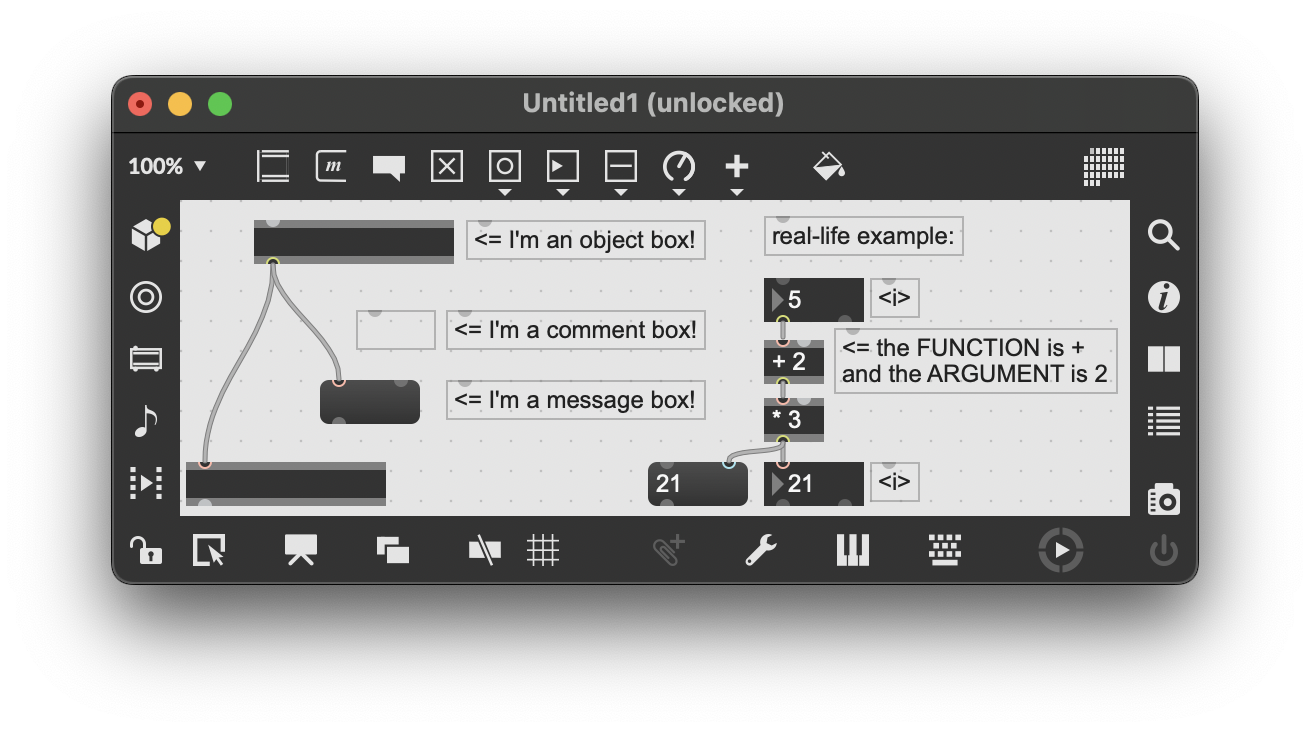 Untitled1 (unlocked)
100%
m
<= I'm an object box!
real-life example:
5
<i>
<= I'm a comment box!
<= the FUNCTION is +
and the ARGUMENT is 2
+ 2
<= I'm a message box!
* 3
21
21
<i>